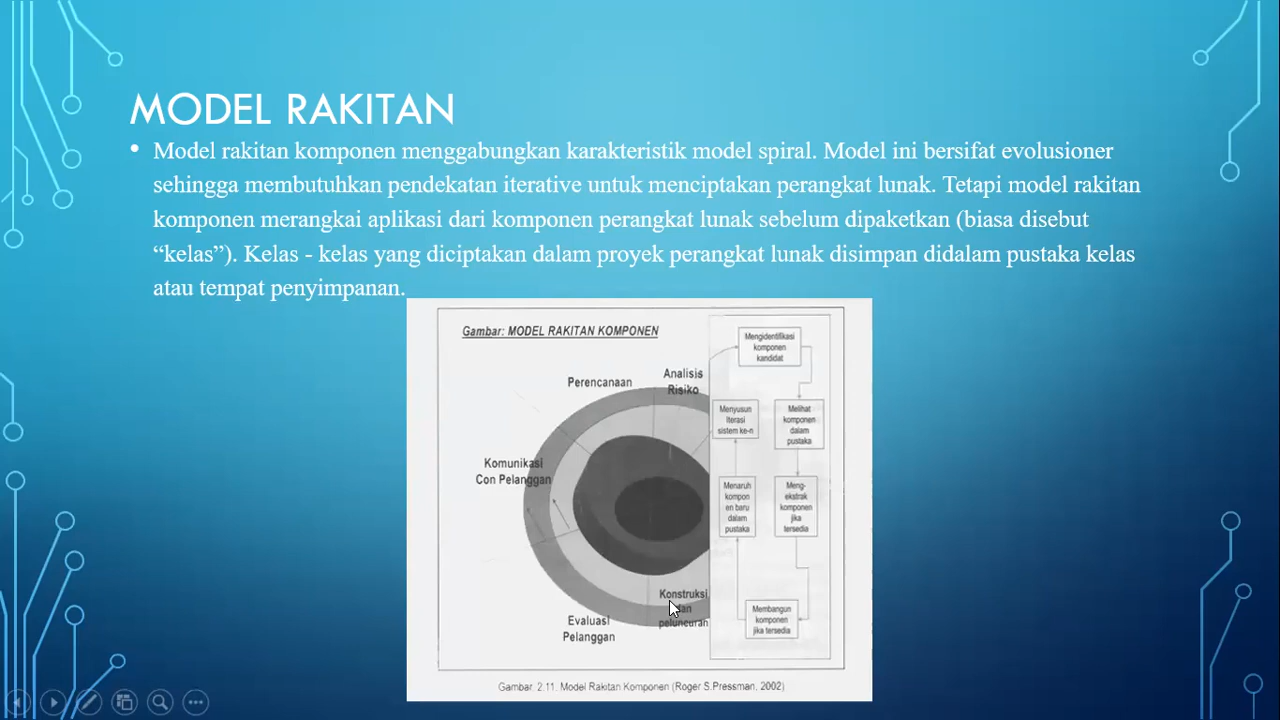 MODEL RAKITAN
• Model rakitan komponen menggabungkan karakteristik model spiral. Model ini bersifat evolusioner
sehingga membutuhkan pendekatan iterative untuk menciptakan perangkat lunak. Tetapi model rakitan
komponen merangkai aplikasi dari komponen perangkat lunak sebelum dipaketkan (biasa disebut
“kelas”). Kelas - kelas yang diciptakan dalam proyek perangkat lunak disimpan didalam pustaka kelas
atau tempat penyimpanan.
Gambar: MODEL RAKITAN KOMPONEN
Perencanaan
Analisis
Risiko
Komunikasi
Con Pelanggan
Evaluasi
Pelanggan
Konstruksi
dan
peluncuran
Mengidentifikasi
komponen
kandidat
Melihat
komponen
dalam
pustaka
Meng-
ekstrak
komponen
jika
tersedia
Membangun
komponen
jika tersedia
Menaruh
kompon
en baru
dalam
pustaka
Menyusun
Iterasi
sistem ke-n
Gambar. 2.11. Model Rakitan Komponen (Roger S.Pressman, 2002)